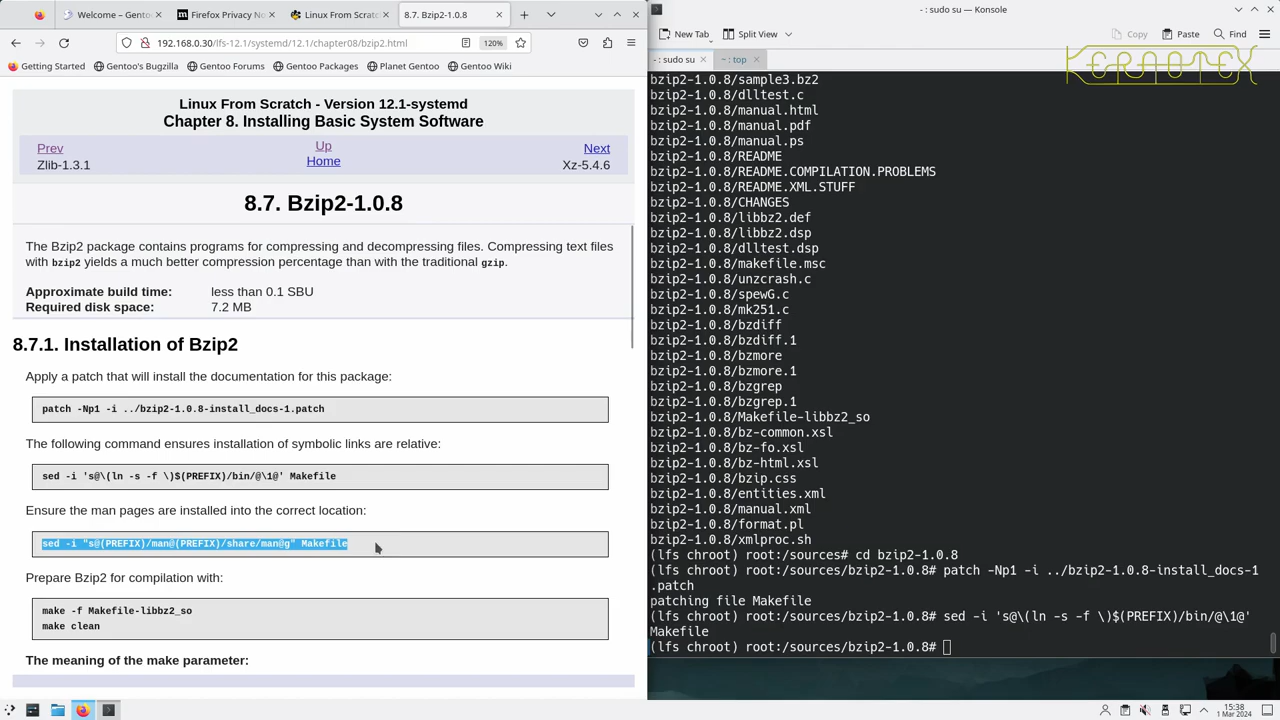 Welcome – Gentoo
Firefox Privacy No
Linux From Scratc
8.7. Bzip2-1.0.8
192.168.0.30/lfs-12.1/systemd/12.1/chapter08/bzip2.html
120%
Getting Started
Gentoo's Bugzilla
Gentoo Forums
Gentoo Packages
Planet Gentoo
Gentoo Wiki
Linux From Scratch - Version 12.1-systemd
Chapter 8. Installing Basic System Software
Prev
Up
Next
Zlib-1.3.1
Home
Xz-5.4.6
8.7. Bzip2-1.0.8
The Bzip2 package contains programs for compressing and decompressing files. Compressing text files
with bzip2 yields a much better compression percentage than with the traditional gzip.
Approximate build time: less than 0.1 SBU
Required disk space: 7.2 MB
8.7.1. Installation of Bzip2
Apply a patch that will install the documentation for this package:
patch -Np1 -i ../bzip2-1.0.8-install_docs-1.patch
The following command ensures installation of symbolic links are relative:
sed -i 's@\(ln -s -f \)$(PREFIX)/bin/@\1@' Makefile
Ensure the man pages are installed into the correct location:
sed -i "s@(PREFIX)/man@(PREFIX)/share/man@g" Makefile
Prepare Bzip2 for compilation with:
make -f Makefile-libbz2_so
make clean
The meaning of the make parameter:
- : sudo su — Konsole
New Tab
Split View
Copy
Paste
Find
- : sudo su
~ : top
KERNOTEX
bzip2-1.0.8/sample3.bz2
bzip2-1.0.8/dlltest.c
bzip2-1.0.8/manual.html
bzip2-1.0.8/manual.pdf
bzip2-1.0.8/manual.ps
bzip2-1.0.8/README
bzip2-1.0.8/README.COMPILATION.PROBLEMS
bzip2-1.0.8/README.XML.STUFF
bzip2-1.0.8/CHANGES
bzip2-1.0.8/libbz2.def
bzip2-1.0.8/libbz2.dsp
bzip2-1.0.8/dlltest.dsp
bzip2-1.0.8/makefile.msc
bzip2-1.0.8/unzcrash.c
bzip2-1.0.8/spewG.c
bzip2-1.0.8/mk251.c
bzip2-1.0.8/bzdiff
bzip2-1.0.8/bzdiff.1
bzip2-1.0.8/bzmore
bzip2-1.0.8/bzmore.1
bzip2-1.0.8/bzgrep
bzip2-1.0.8/bzgrep.1
bzip2-1.0.8/Makefile-libbz2_so
bzip2-1.0.8/bz-common.xsl
bzip2-1.0.8/bz-fo.xsl
bzip2-1.0.8/bz-html.xsl
bzip2-1.0.8/bzip.css
bzip2-1.0.8/entities.xml
bzip2-1.0.8/manual.xml
bzip2-1.0.8/format.pl
bzip2-1.0.8/xmlproc.sh
(lfs chroot) root:/sources# cd bzip2-1.0.8
(lfs chroot) root:/sources/bzip2-1.0.8# patch -Np1 -i ../bzip2-1.0.8-install_docs-1
.patch
patching file Makefile
(lfs chroot) root:/sources/bzip2-1.0.8# sed -i 's@\(ln -s -f \)$(PREFIX)/bin/@\1@'
Makefile
(lfs chroot) root:/sources/bzip2-1.0.8#
15:38
1 Mar 2024